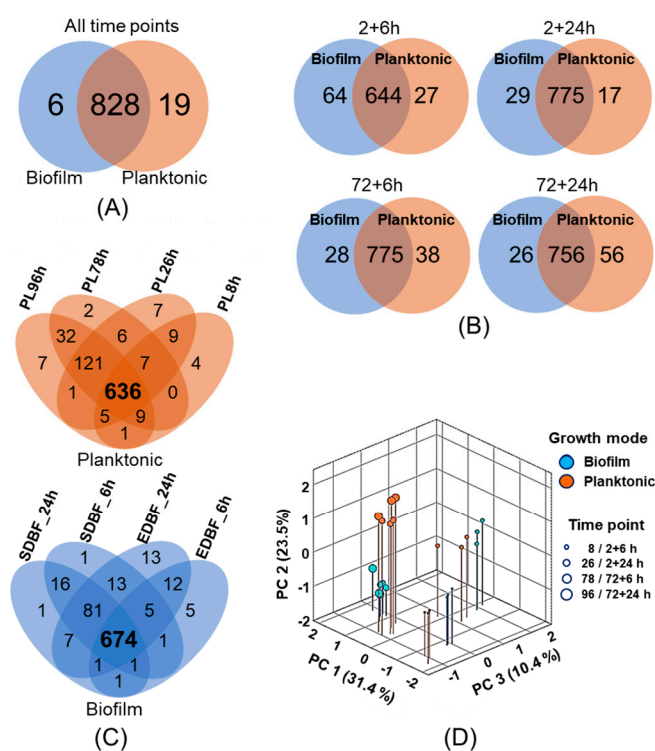 All time points
6 828 19
Biofilm Planktonic
(A)
2+6h
Biofilm Planktonic
64 644 27
2+24h
Biofilm Planktonic
29 775 17
72+6h
Biofilm Planktonic
28 775 38
72+24h
Biofilm Planktonic
26 756 56
(B)
PL96h PL78h PL26h PL8h
2 7
32 6 9
7 121 7 4
1 636 0
5 9
1
Planktonic
SDBF_24h SDBF_6h EDBF_24h EDBF_6h
1 13
16 13 12
1 81 5 5
7 674 1
1 1
1
Biofilm
(C)
Growth mode
Biofilm
Planktonic
Time point
8 / 2+6 h
26 / 2+24 h
78 / 72+6 h
96 / 72+24 h
PC 2 (23.5%)
2
1
0
-1
-2
PC 1 (31.4 %)
2 1 0 -1 -2
PC 3 (10.4 %)
-1 0 1 2
(D)